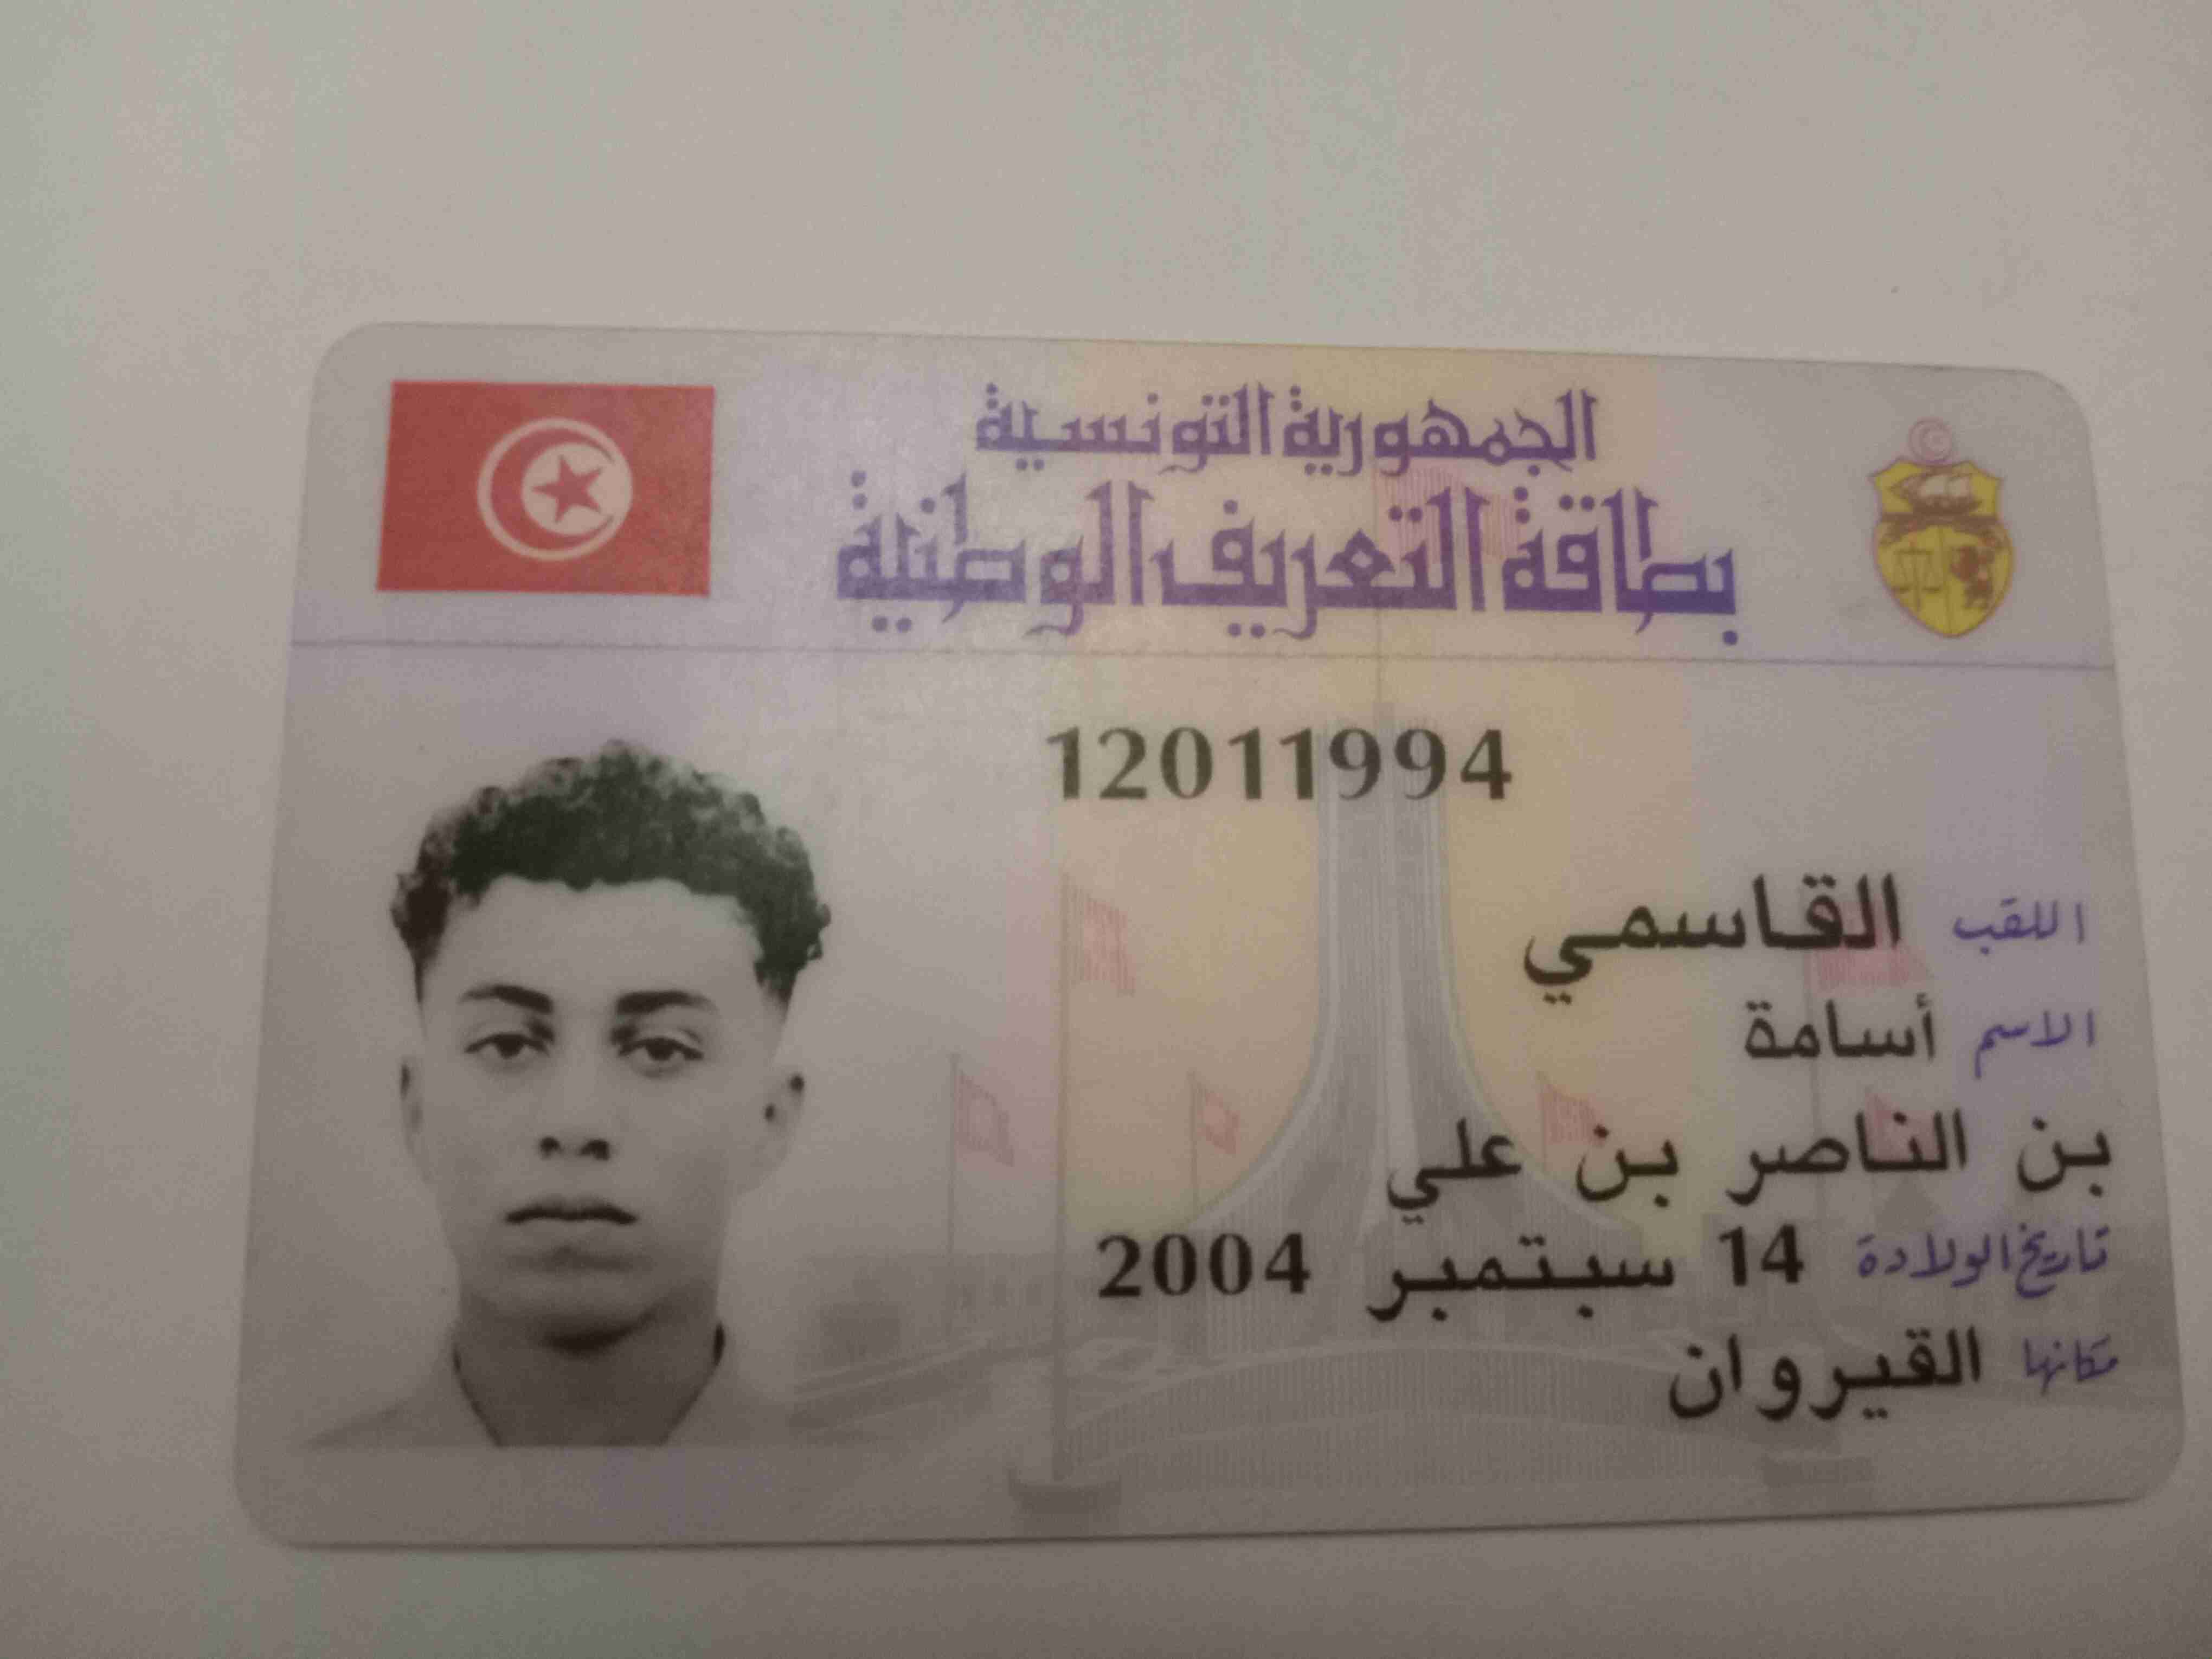 الجمهورية التونسية
بطاقة التعريف الوطنية
12011994
اللقب القاسمي
الاسم أسامة
بن الناصر بن علي
تاريخ الولادة 14 سبتمبر 2004
مكانها القيروان